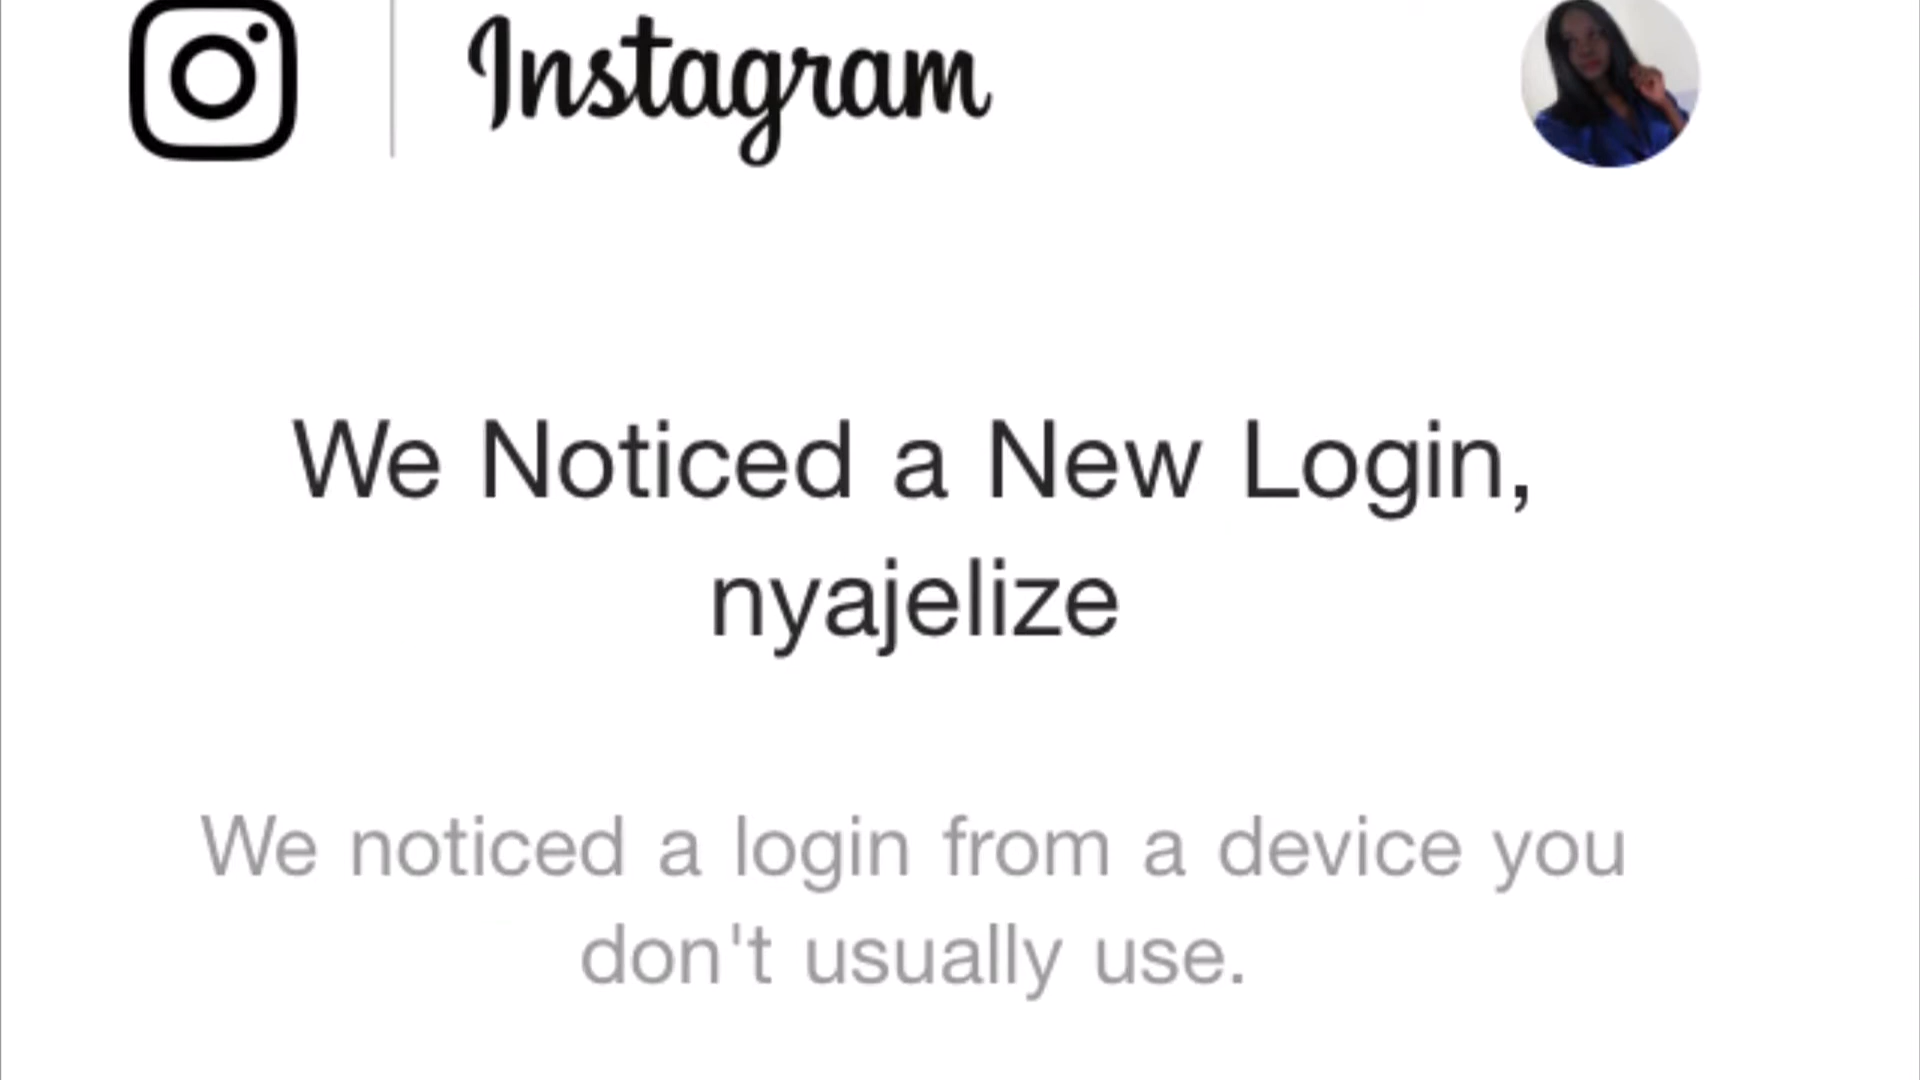 Instagram
We Noticed a New Login,
nyajelize
We noticed a login from a device you
don't usually use.